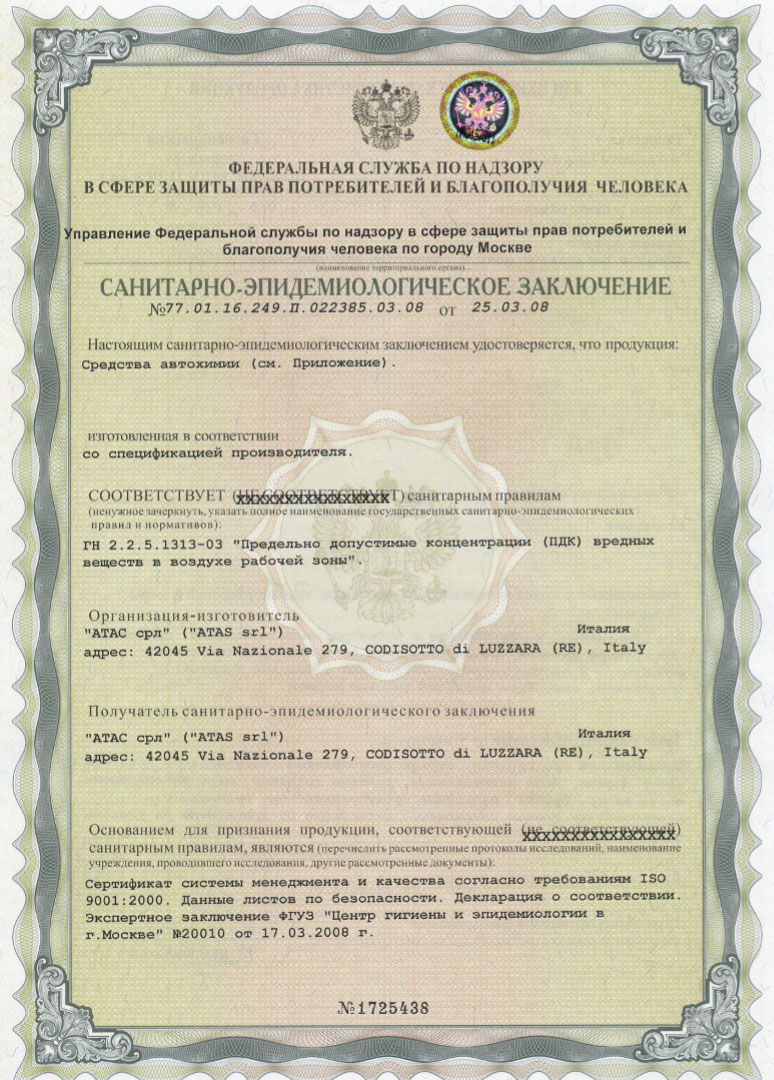 ФЕДЕРАЛЬНАЯ СЛУЖБА ПО НАДЗОРУ
В СФЕРЕ ЗАЩИТЫ ПРАВ ПОТРЕБИТЕЛЕЙ И БЛАГОПОЛУЧИЯ ЧЕЛОВЕКА
Управление Федеральной службы по надзору в сфере защиты прав потребителей и
благополучия человека по городу Москве
(наименование территориального органа)
САНИТАРНО-ЭПИДЕМИОЛОГИЧЕСКОЕ ЗАКЛЮЧЕНИЕ
№77.01.16.249.П.022385.03.08 от 25.03.08
Настоящим санитарно-эпидемиологическим заключением удостоверяется, что продукция:
Средства автохимии (см. Приложение).
изготовленная в соответствии
со спецификацией производителя.
СООТВЕТСТВУЕТ (НЕ СООТВЕТСТВУЕТ) санитарным правилам
(ненужное зачеркнуть, указать полное наименование государственных санитарно-эпидемиологических
правил и нормативов):
ГН 2.2.5.1313-03 "Предельно допустимые концентрации (ПДК) вредных
веществ в воздухе рабочей зоны".
Организация-изготовитель
"АТАС срл" ("ATAS srl") Италия
адрес: 42045 Via Nazionale 279, CODISOTTO di LUZZARA (RE), Italy
Получатель санитарно-эпидемиологического заключения
"АТАС срл" ("ATAS srl") Италия
адрес: 42045 Via Nazionale 279, CODISOTTO di LUZZARA (RE), Italy
Основанием для признания продукции, соответствующей (не соответствующей)
санитарным правилам, являются (перечислить рассмотренные протоколы исследований, наименование
учреждения, проводившего исследования, другие рассмотренные документы):
Сертификат системы менеджмента и качества согласно требованиям ISO
9001:2000. Данные листов по безопасности. Декларация о соответствии.
Экспертное заключение ФГУЗ "Центр гигиены и эпидемиологии в
г.Москве" №20010 от 17.03.2008 г.
№1725438